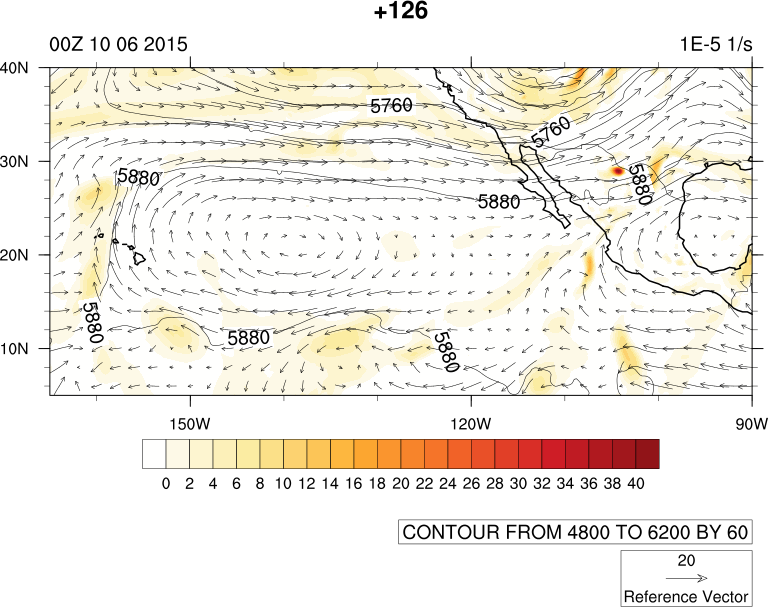 +126
00Z 10 06 2015 1E-5 1/s
40N
5760
5760
30N
5880
5880
5880
20N
5880
5880
10N
5880
150W 120W 90W
0 2 4 6 8 10 12 14 16 18 20 22 24 26 28 30 32 34 36 38 40
CONTOUR FROM 4800 TO 6200 BY 60
20
Reference Vector